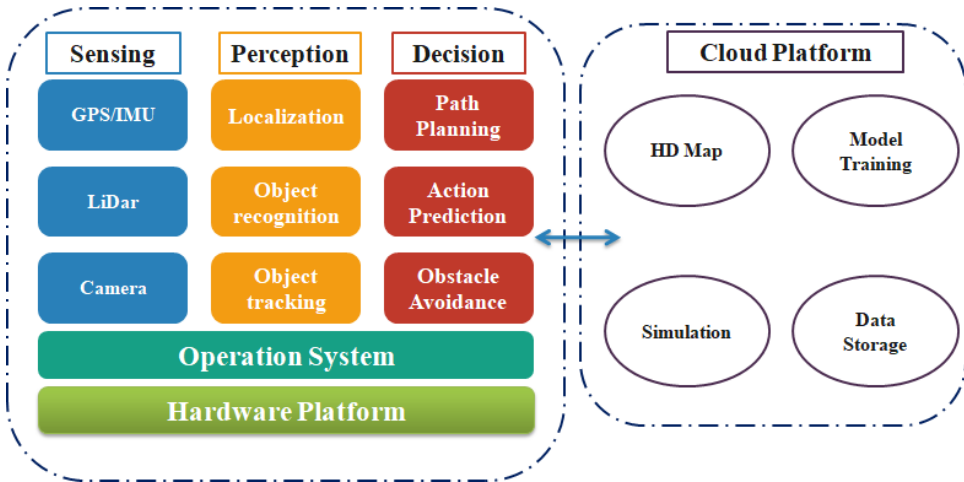 Sensing
Perception
Decision
Cloud Platform
GPS/IMU
Localization
Path
Planning
HD Map
Model
Training
LiDar
Object
recognition
Action
Prediction
Camera
Object
tracking
Obstacle
Avoidance
Simulation
Data
Storage
Operation System
Hardware Platform